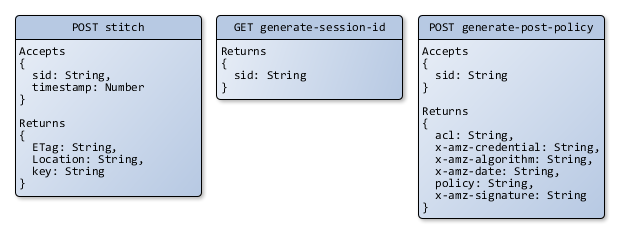 POST stitch
Accepts
{
  sid: String,
  timestamp: Number
}

Returns
{
  ETag: String,
  Location: String,
  key: String
}
GET generate-session-id
Returns
{
  sid: String
}
POST generate-post-policy
Accepts
{
  sid: String
}

Returns
{
  acl: String,
  x-amz-credential: String,
  x-amz-algorithm: String,
  x-amz-date: String,
  policy: String,
  x-amz-signature: String
}